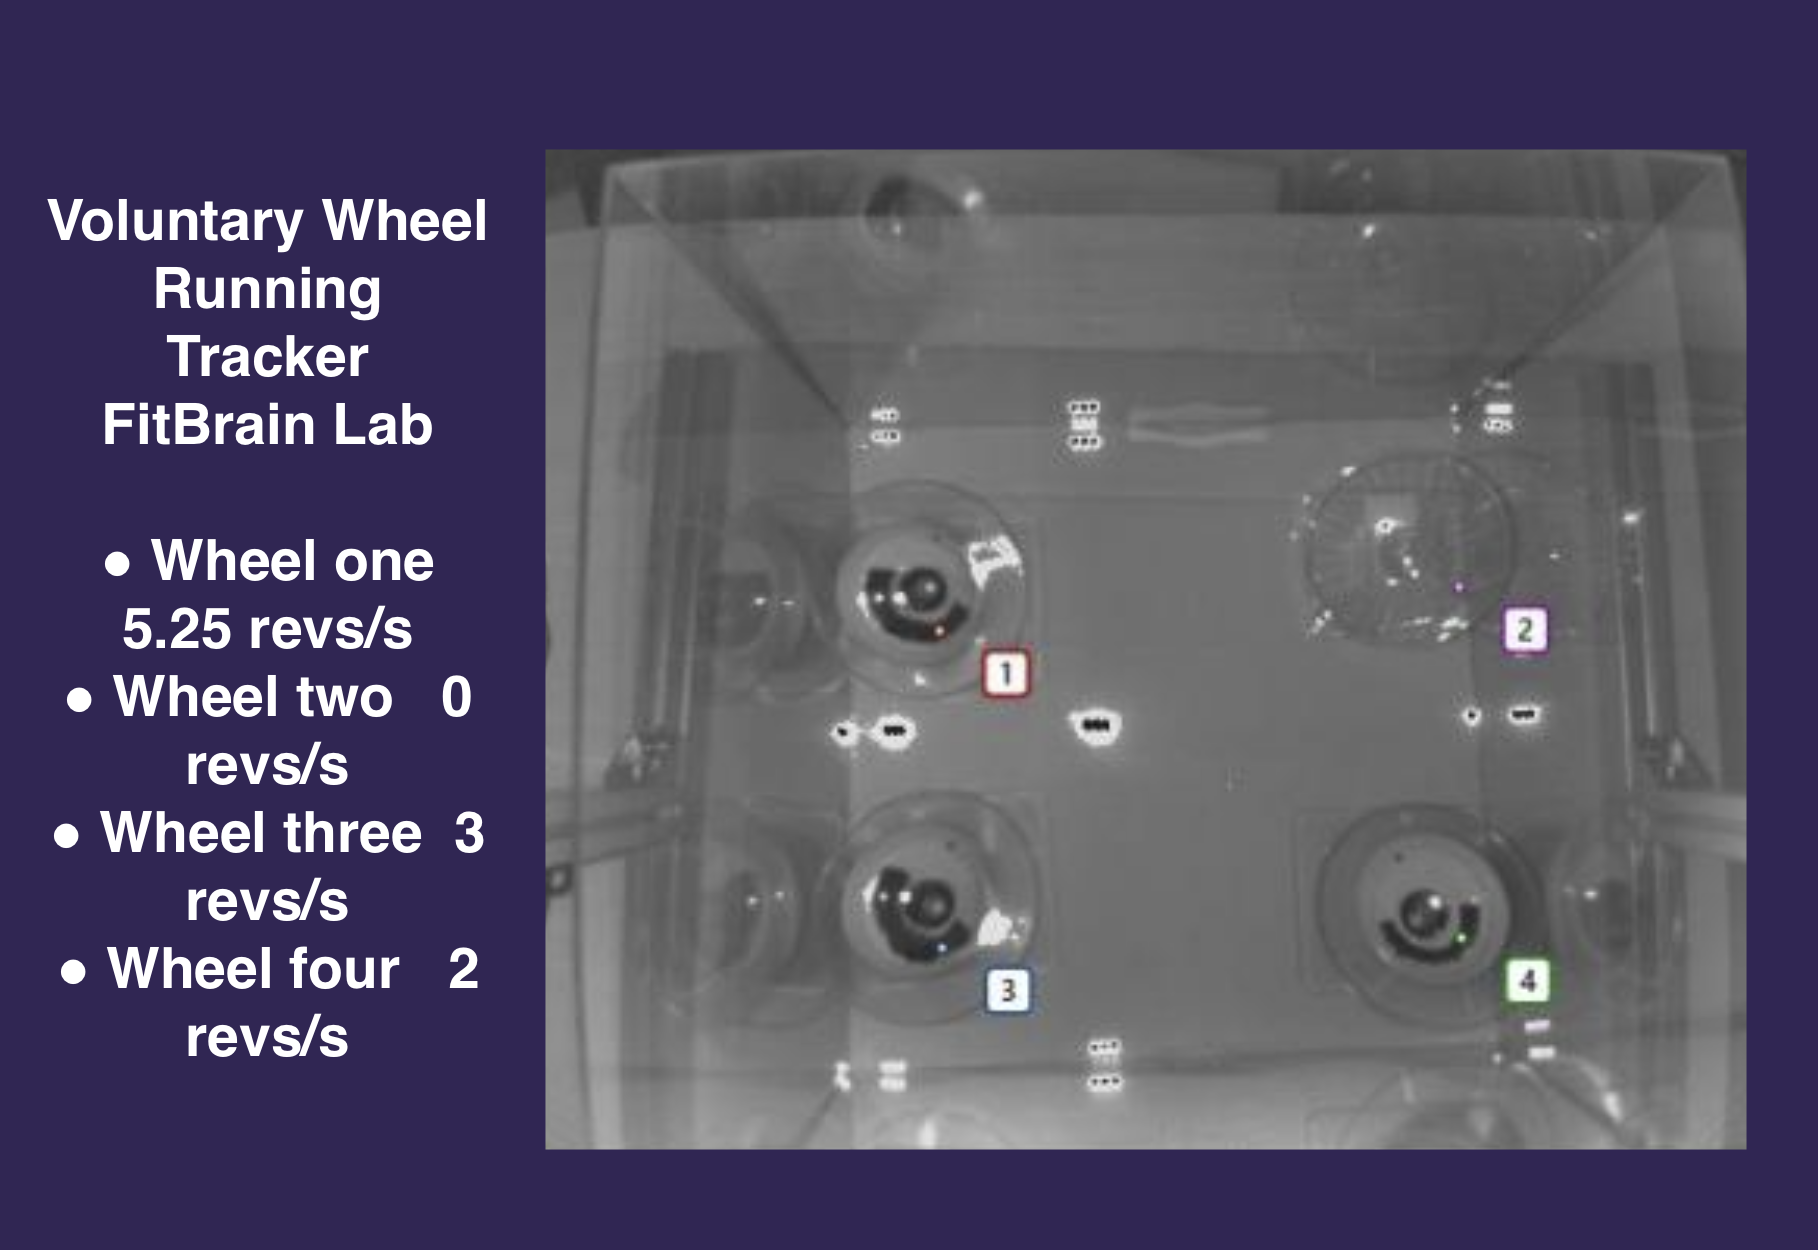 Voluntary Wheel
Running
Tracker
FitBrain Lab
● Wheel one
5.25 revs/s
● Wheel two 0
revs/s
● Wheel three 3
revs/s
● Wheel four 2
revs/s
1
2
3
4